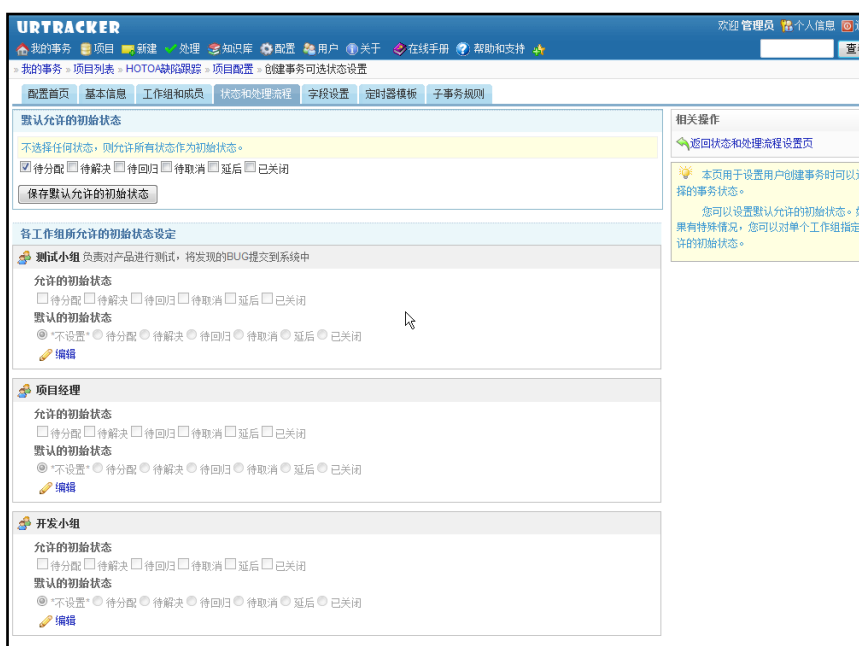 URTRACKER
欢迎 管理员 个人信息
我的事务 项目 新建 处理 知识库 配置 用户 关于 在线手册 帮助和支持
» 我的事务 » 项目列表 » HOTOA缺陷跟踪 » 项目配置 » 创建事务可选状态设置
配置首页 基本信息 工作组和成员 状态和处理流程 字段设置 定时器模板 子事务规则
默认允许的初始状态
不选择任何状态，则允许所有状态作为初始状态。
待分配 待解决 待回归 待取消 延后 已关闭
保存默认允许的初始状态
各工作组所允许的初始状态设定
测试小组 负责对产品进行测试，将发现的BUG提交到系统中
允许的初始状态
待分配 待解决 待回归 待取消 延后 已关闭
默认的初始状态
*不设置* 待分配 待解决 待回归 待取消 延后 已关闭
编辑
项目经理
允许的初始状态
待分配 待解决 待回归 待取消 延后 已关闭
默认的初始状态
*不设置* 待分配 待解决 待回归 待取消 延后 已关闭
编辑
开发小组
允许的初始状态
待分配 待解决 待回归 待取消 延后 已关闭
默认的初始状态
*不设置* 待分配 待解决 待回归 待取消 延后 已关闭
编辑
相关操作
返回状态和处理流程设置页
本页用于设置用户创建事务时可以
择的事务状态。
您可以设置默认允许的初始状态。如
果有特殊情况，您可以对单个工作组指定
许的初始状态。